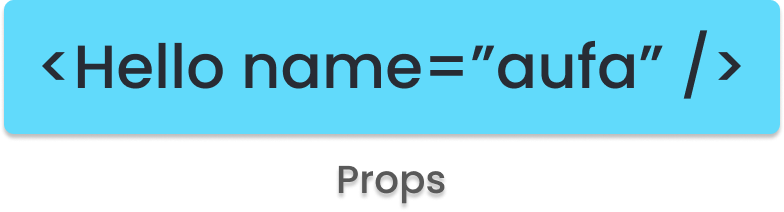 <Hello name=”aufa” />
Props